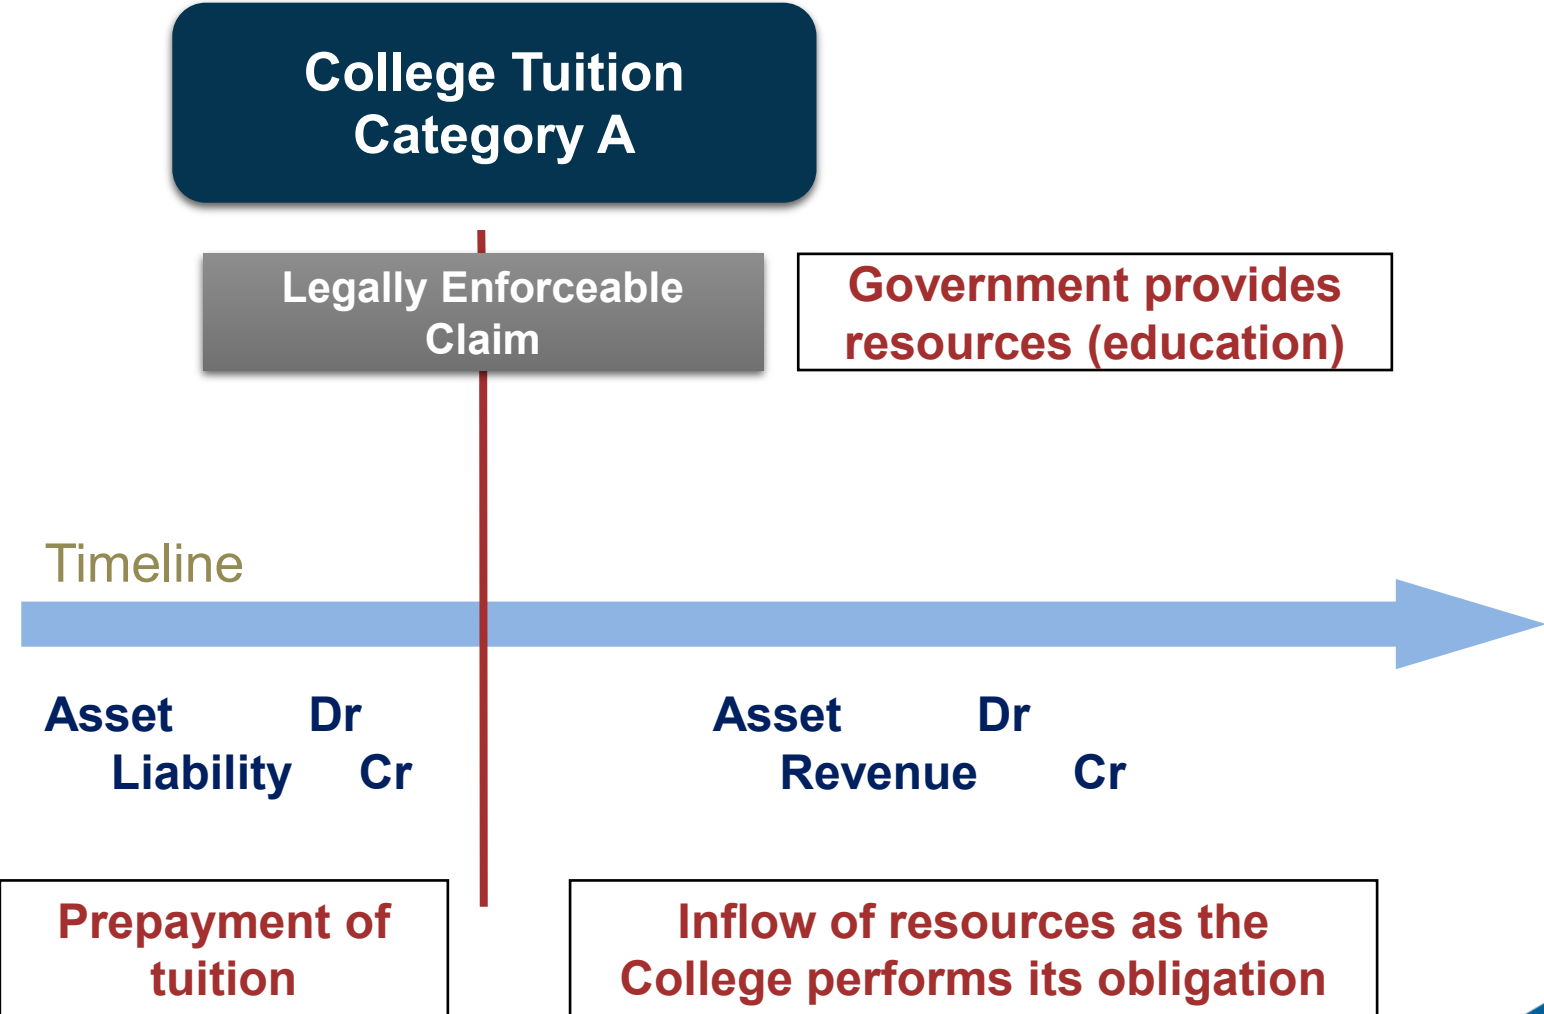 College Tuition
Category A
Legally Enforceable
Claim
Government provides
resources (education)
Timeline
Asset Dr
Liability Cr
Asset Dr
Revenue Cr
Prepayment of
tuition
Inflow of resources as the
College performs its obligation